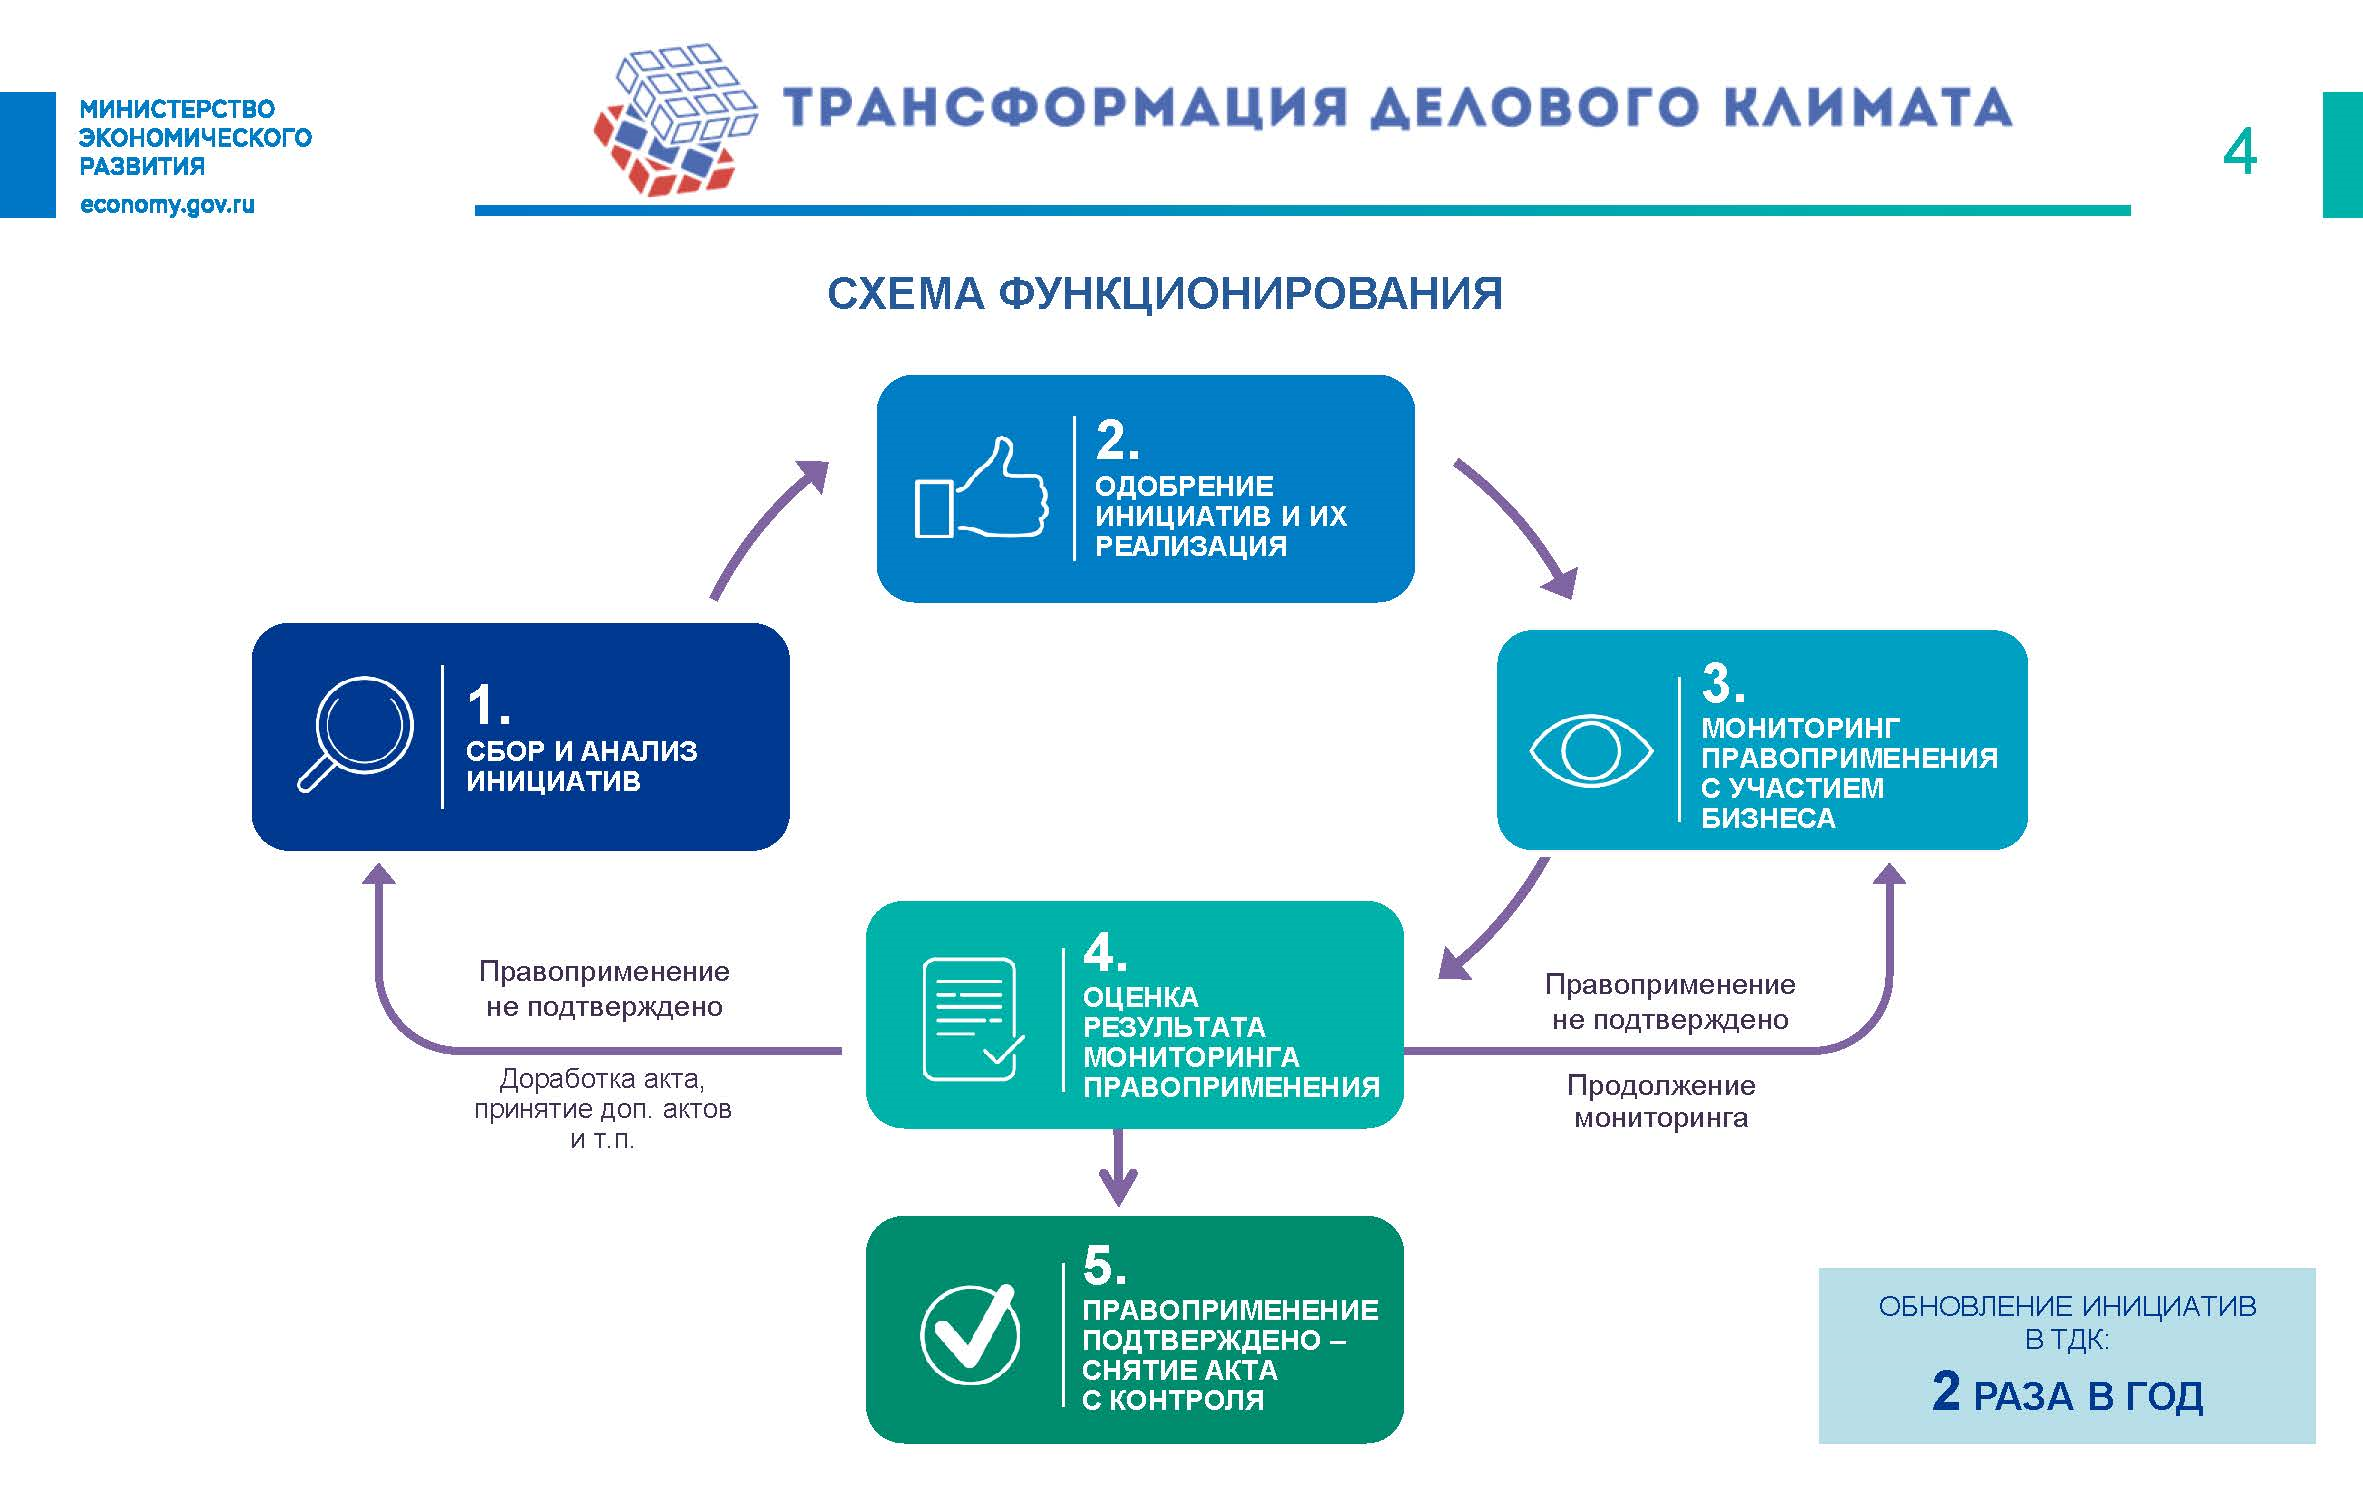 МИНИСТЕРСТВО
ЭКОНОМИЧЕСКОГО
РАЗВИТИЯ
economy.gov.ru
ТРАНСФОРМАЦИЯ ДЕЛОВОГО КЛИМАТА
4
СХЕМА ФУНКЦИОНИРОВАНИЯ
1.
СБОР И АНАЛИЗ
ИНИЦИАТИВ
2.
ОДОБРЕНИЕ
ИНИЦИАТИВ И ИХ
РЕАЛИЗАЦИЯ
3.
МОНИТОРИНГ
ПРАВОПРИМЕНЕНИЯ
С УЧАСТИЕМ
БИЗНЕСА
4.
ОЦЕНКА
РЕЗУЛЬТАТА
МОНИТОРИНГА
ПРАВОПРИМЕНЕНИЯ
Правоприменение
не подтверждено
Доработка акта,
принятие доп. актов
и т.п.
Правоприменение
не подтверждено
Продолжение
мониторинга
5.
ПРАВОПРИМЕНЕНИЕ
ПОДТВЕРЖДЕНО –
СНЯТИЕ АКТА
С КОНТРОЛЯ
ОБНОВЛЕНИЕ ИНИЦИАТИВ
В ТДК:
2 РАЗА В ГОД